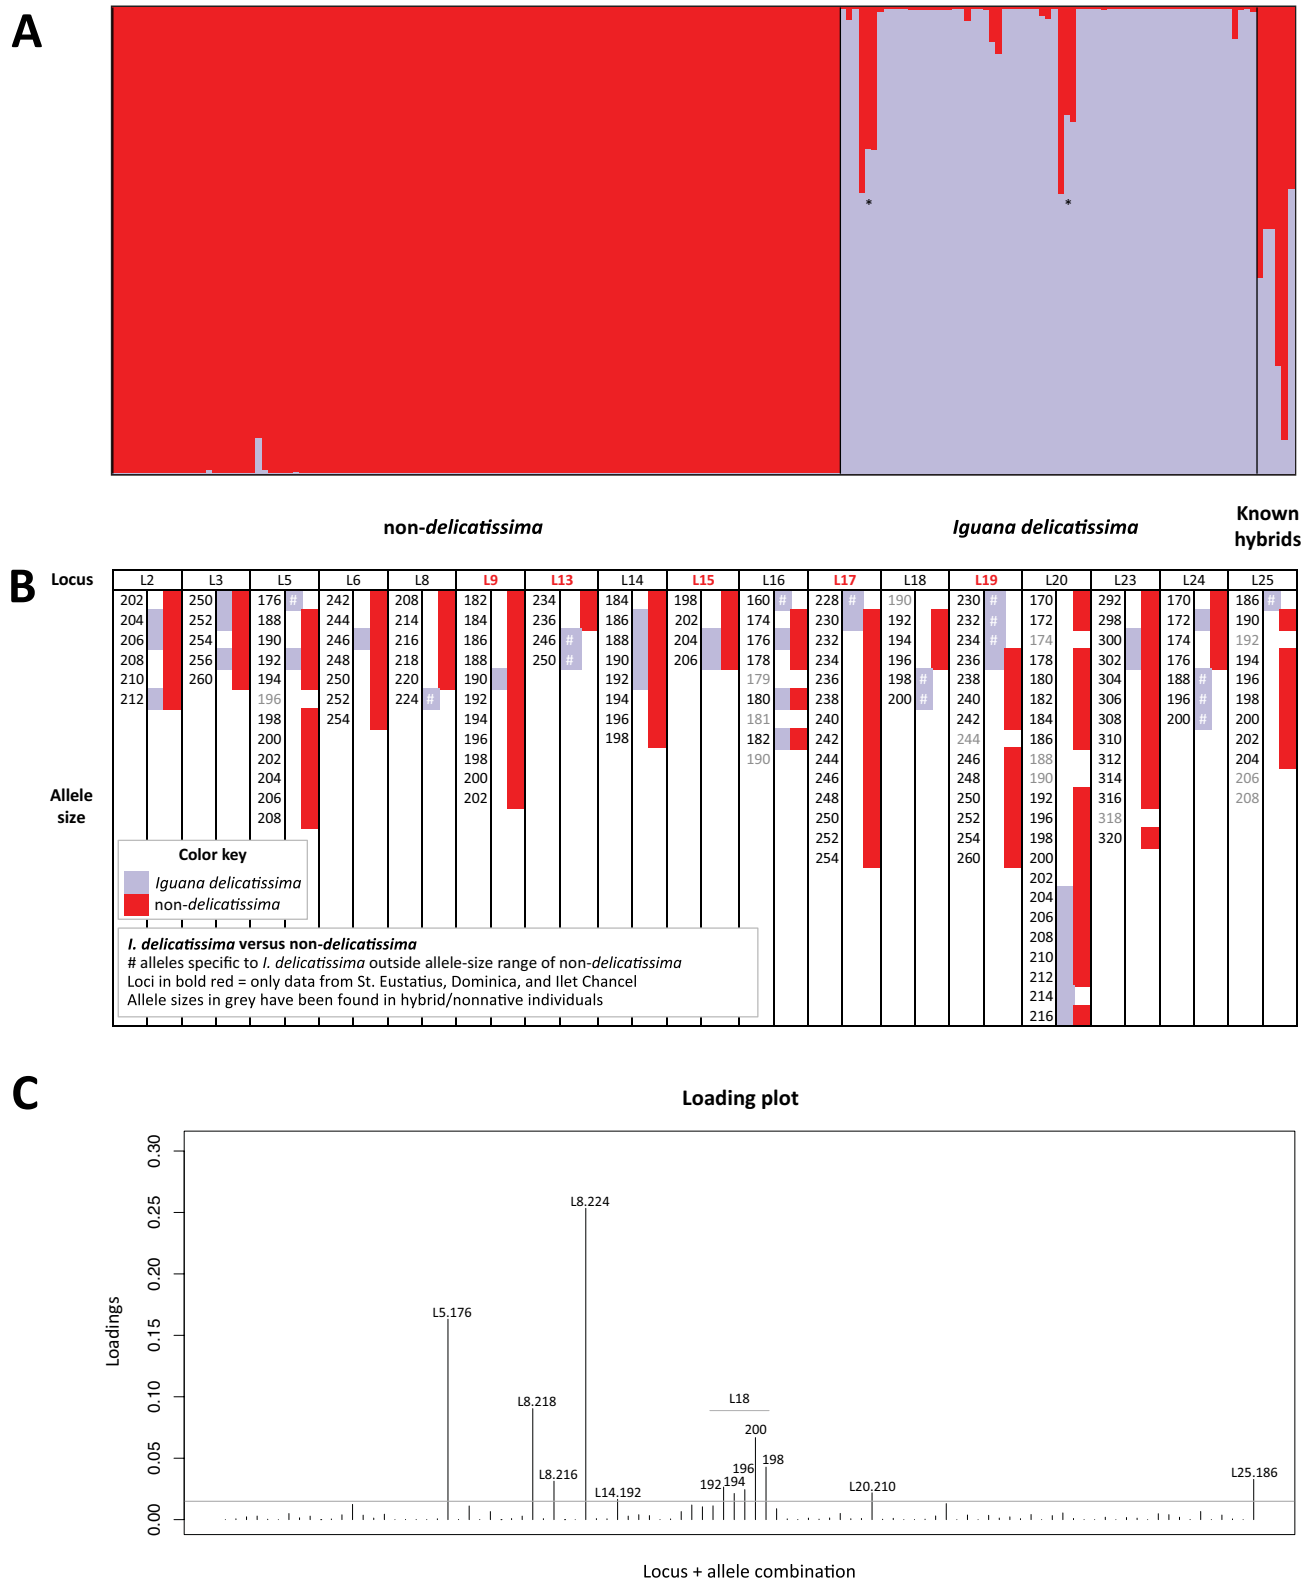 A
*
*
non-delicatissima
Iguana delicatissima
Known
hybrids
B
Locus L2 L3 L5 L6 L8 L9 L13 L14 L15 L16 L17 L18 L19 L20 L23 L24 L25
202 250 176 # 242 208 182 234 184 198 160 # 228 # 190 230 # 170 292 170 186 #
204 252 188 244 214 184 236 186 202 174 230 192 232 # 172 298 172 190
206 254 190 246 216 186 246 # 188 204 176 232 194 234 # 174 300 174 192
208 256 192 248 218 188 250 # 190 206 178 234 196 236 178 302 176 194
210 260 194 250 220 190 192 179 236 198 # 238 180 304 188 # 196
212 196 252 224 # 192 194 180 238 200 # 240 182 306 196 # 198
198 254 194 196 181 240 242 184 308 200 # 200
200 196 198 182 242 244 186 310 202
202 198 190 244 246 188 312 204
204 200 246 248 190 314 206
206 202 248 250 192 316 208
208 250 252 196 318
252 254 198 320
254 260 200
202
204
206
208
210
212
214
216
Allele
size
Color key
Iguana delicatissima
non-delicatissima
I. delicatissima versus non-delicatissima
# alleles specific to I. delicatissima outside allele-size range of non-delicatissima
Loci in bold red = only data from St. Eustatius, Dominica, and Ilet Chancel
Allele sizes in grey have been found in hybrid/nonnative individuals
C
Loading plot
Loadings
0.30
0.25
0.20
0.15
0.10
0.05
0.00
L8.224
L5.176
L8.218
L18
200
196
198
L8.216
192
194
L14.192
L20.210
L25.186
Locus + allele combination